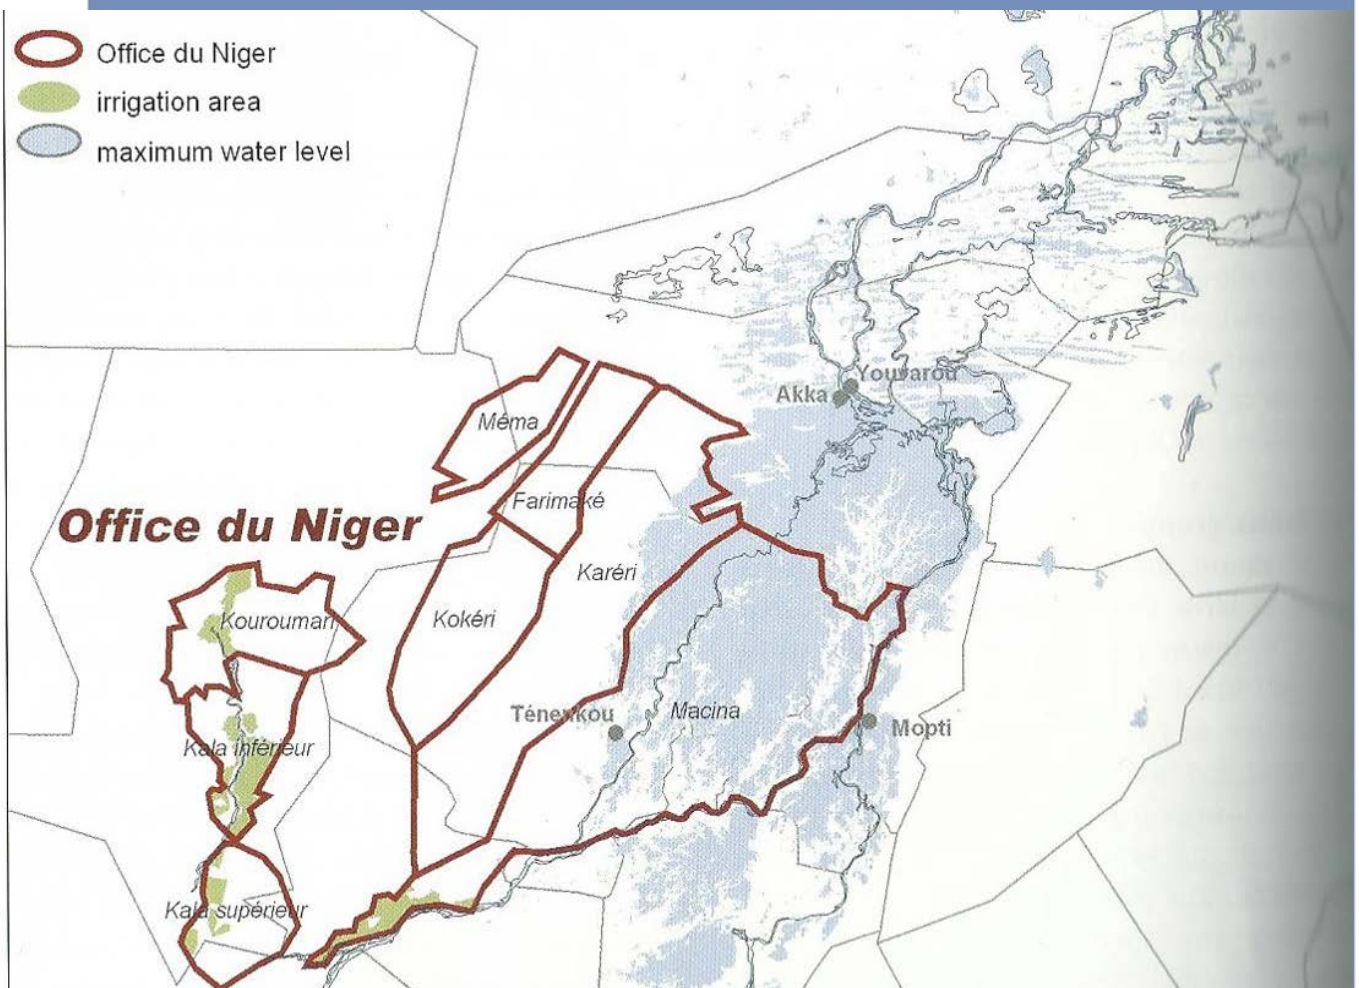 Office du Niger
irrigation area
maximum water level
Youvarou
Akka
Méma
Farimaké
Office du Niger
Karéri
Kouroumari
Kokéri
Macina
Ténenkou
Mopti
Kala inférieur
Kala supérieur